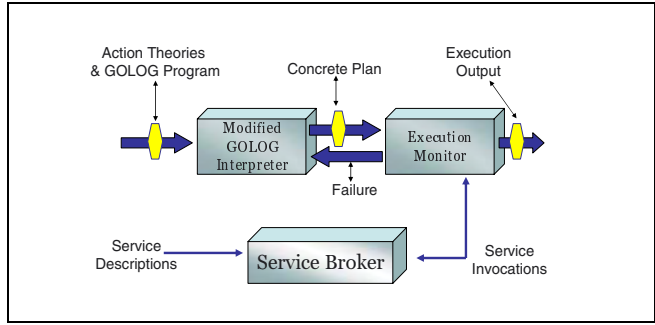 Action Theories
& GOLOG Program
Concrete Plan
Execution
Output
Modified
GOLOG
Interpreter
Execution
Monitor
Failure
Service
Descriptions
Service Broker
Service
Invocations